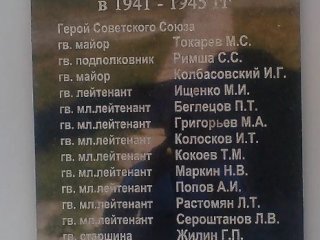 в 1941 - 1945 гг
Герой Советского Союза
гв. майор Токарев М.С.
гв. подполковник Римша С.С.
гв. майор Колбасовский И.Г.
гв. лейтенант Ищенко М.И.
гв. мл.лейтенант Беглецов П.Т.
гв. мл.лейтенант Григорьев М.А.
гв. мл.лейтенант Колосков И.Т.
гв. мл.лейтенант Кокоев Т.М.
гв. мл.лейтенант Маркин Н.В.
гв. мл.лейтенант Попов А.И.
гв. мл.лейтенант Растомян Л.Т.
гв. мл.лейтенант Сероштанов Л.В.
гв. старшина Жилин Г.П.